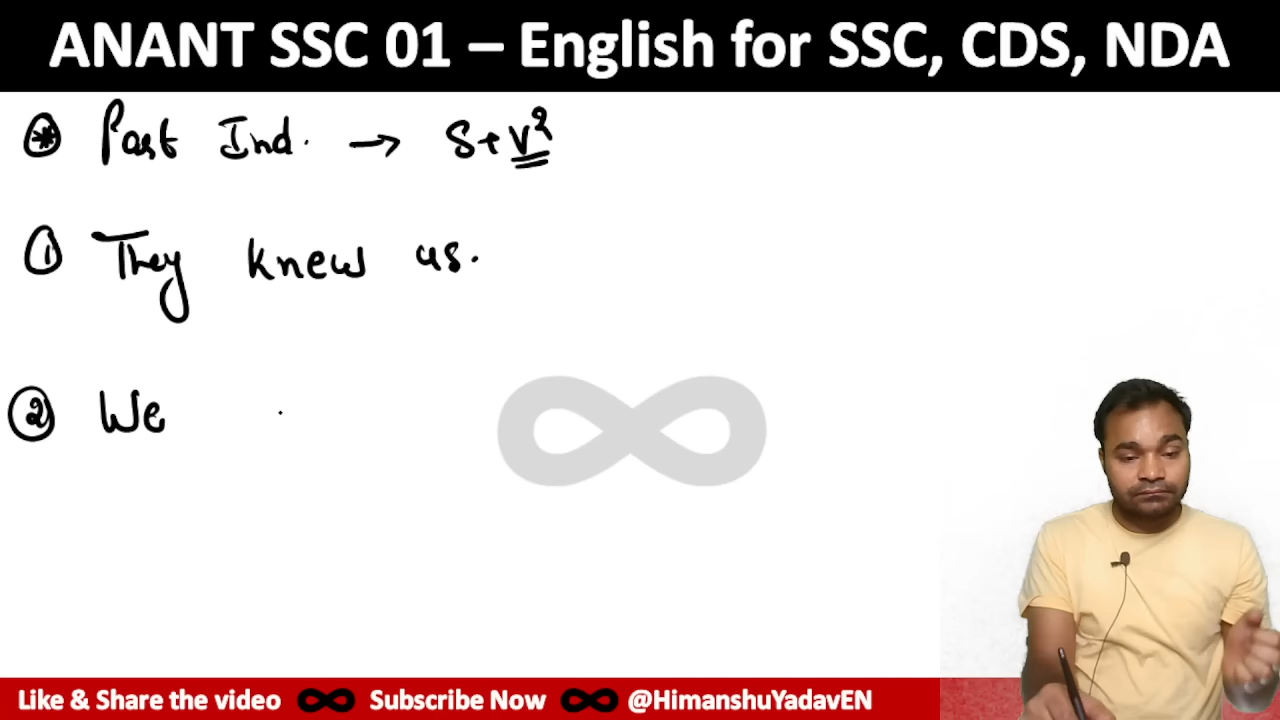 ANANT SSC 01 – English for SSC, CDS, NDA
* Past Ind. → S+V²
① They knew us.
② We
Like & Share the video Subscribe Now @HimanshuYadavEN